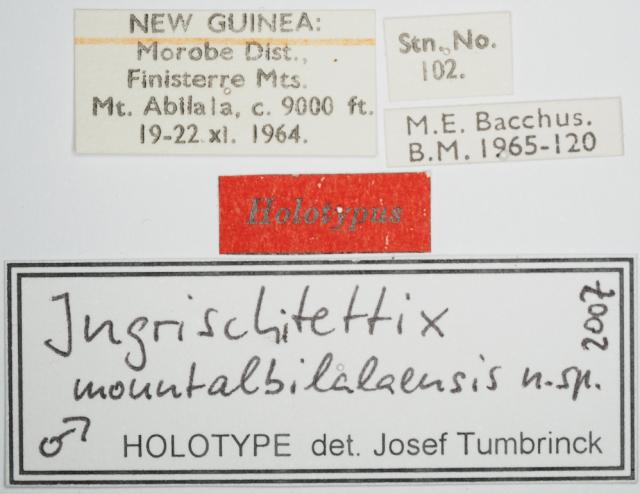 NEW GUINEA:
Morobe Dist.,
Finisterre Mts.
Mt. Abilala, c. 9000 ft.
19-22 xi. 1964.
Stn. No.
102.
M.E. Bacchus.
B.M. 1965-120
Holotypus
Ingrischitettix
mountalbilalaensis n.sp.
2007
♂ HOLOTYPE det. Josef Tumbrinck